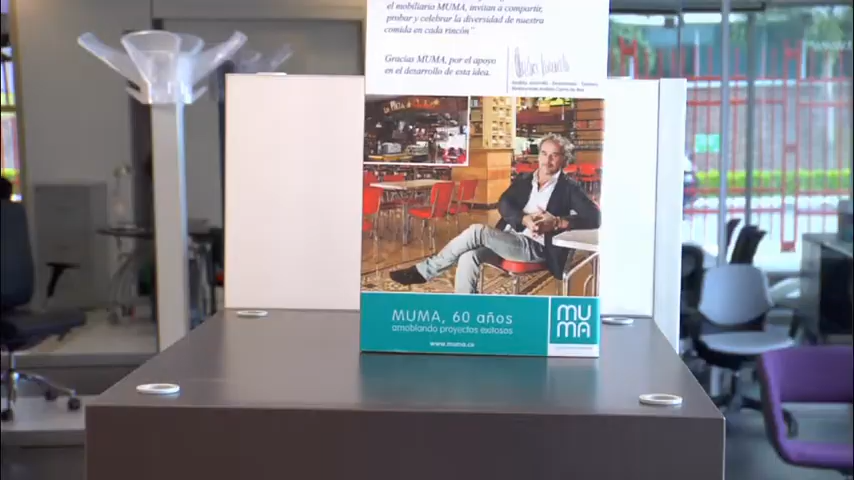 el mobiliario MUMA, invitan a compartir,
probar y celebrar la diversidad de nuestra
comida en cada rincón"
Gracias MUMA, por el apoyo
en el desarrollo de esta idea.
MUMA, 60 años
amoblando proyectos exitosos
www.muma.co
MU
MA